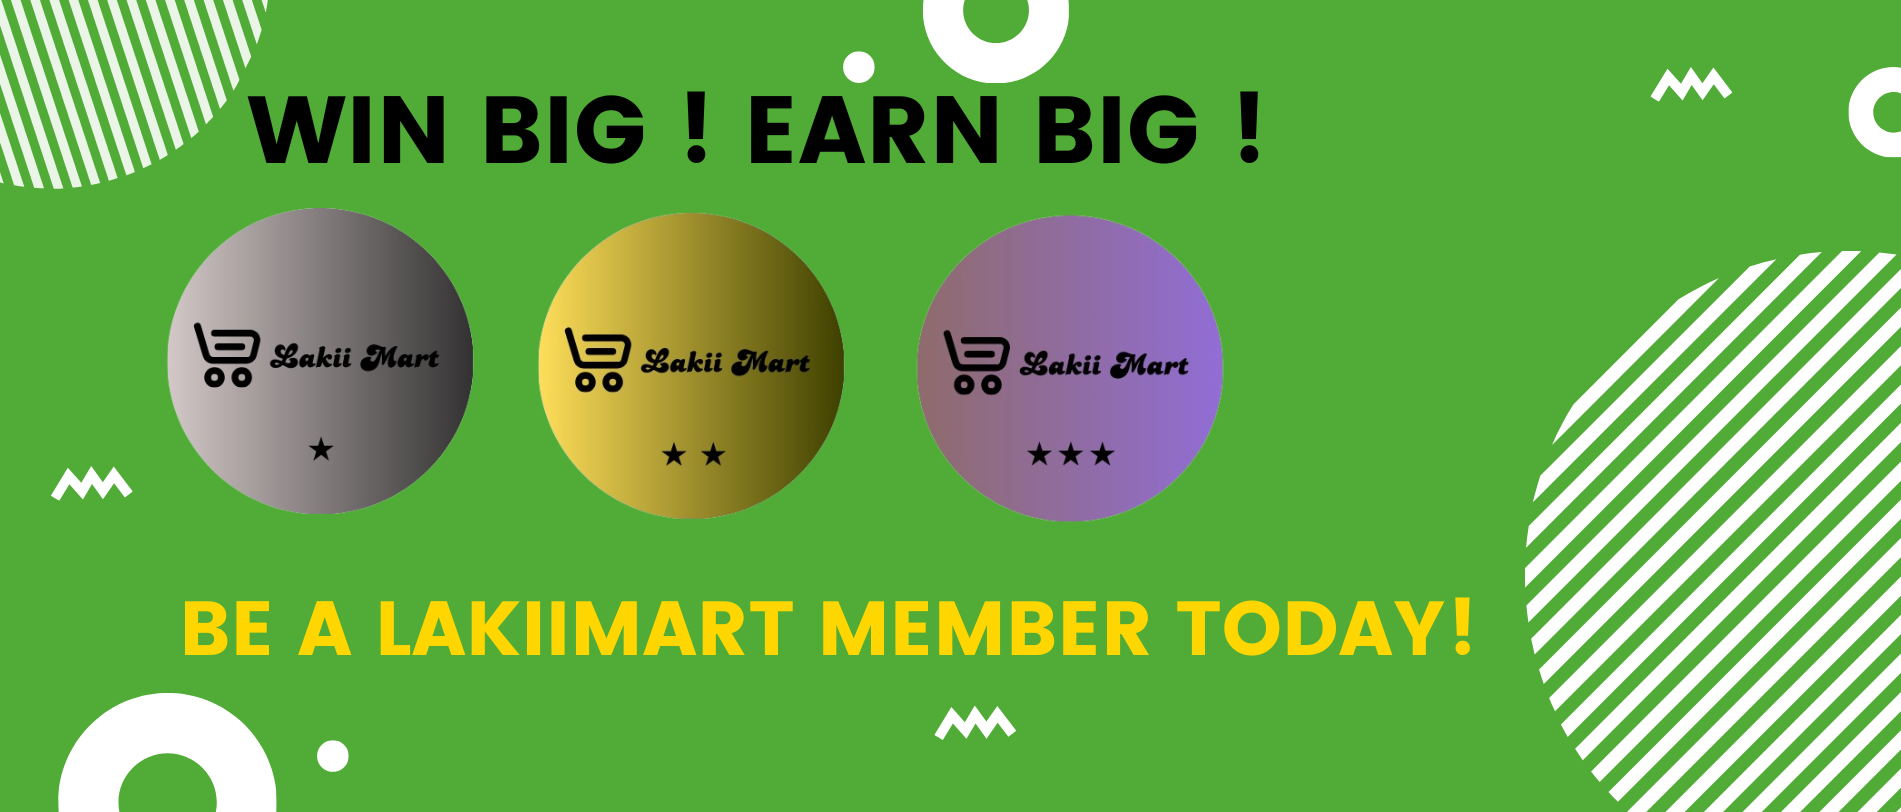 WIN BIG ! EARN BIG !
Lakii Mart
★
Lakii Mart
★ ★
Lakii Mart
★★★
BE A LAKIIMART MEMBER TODAY!